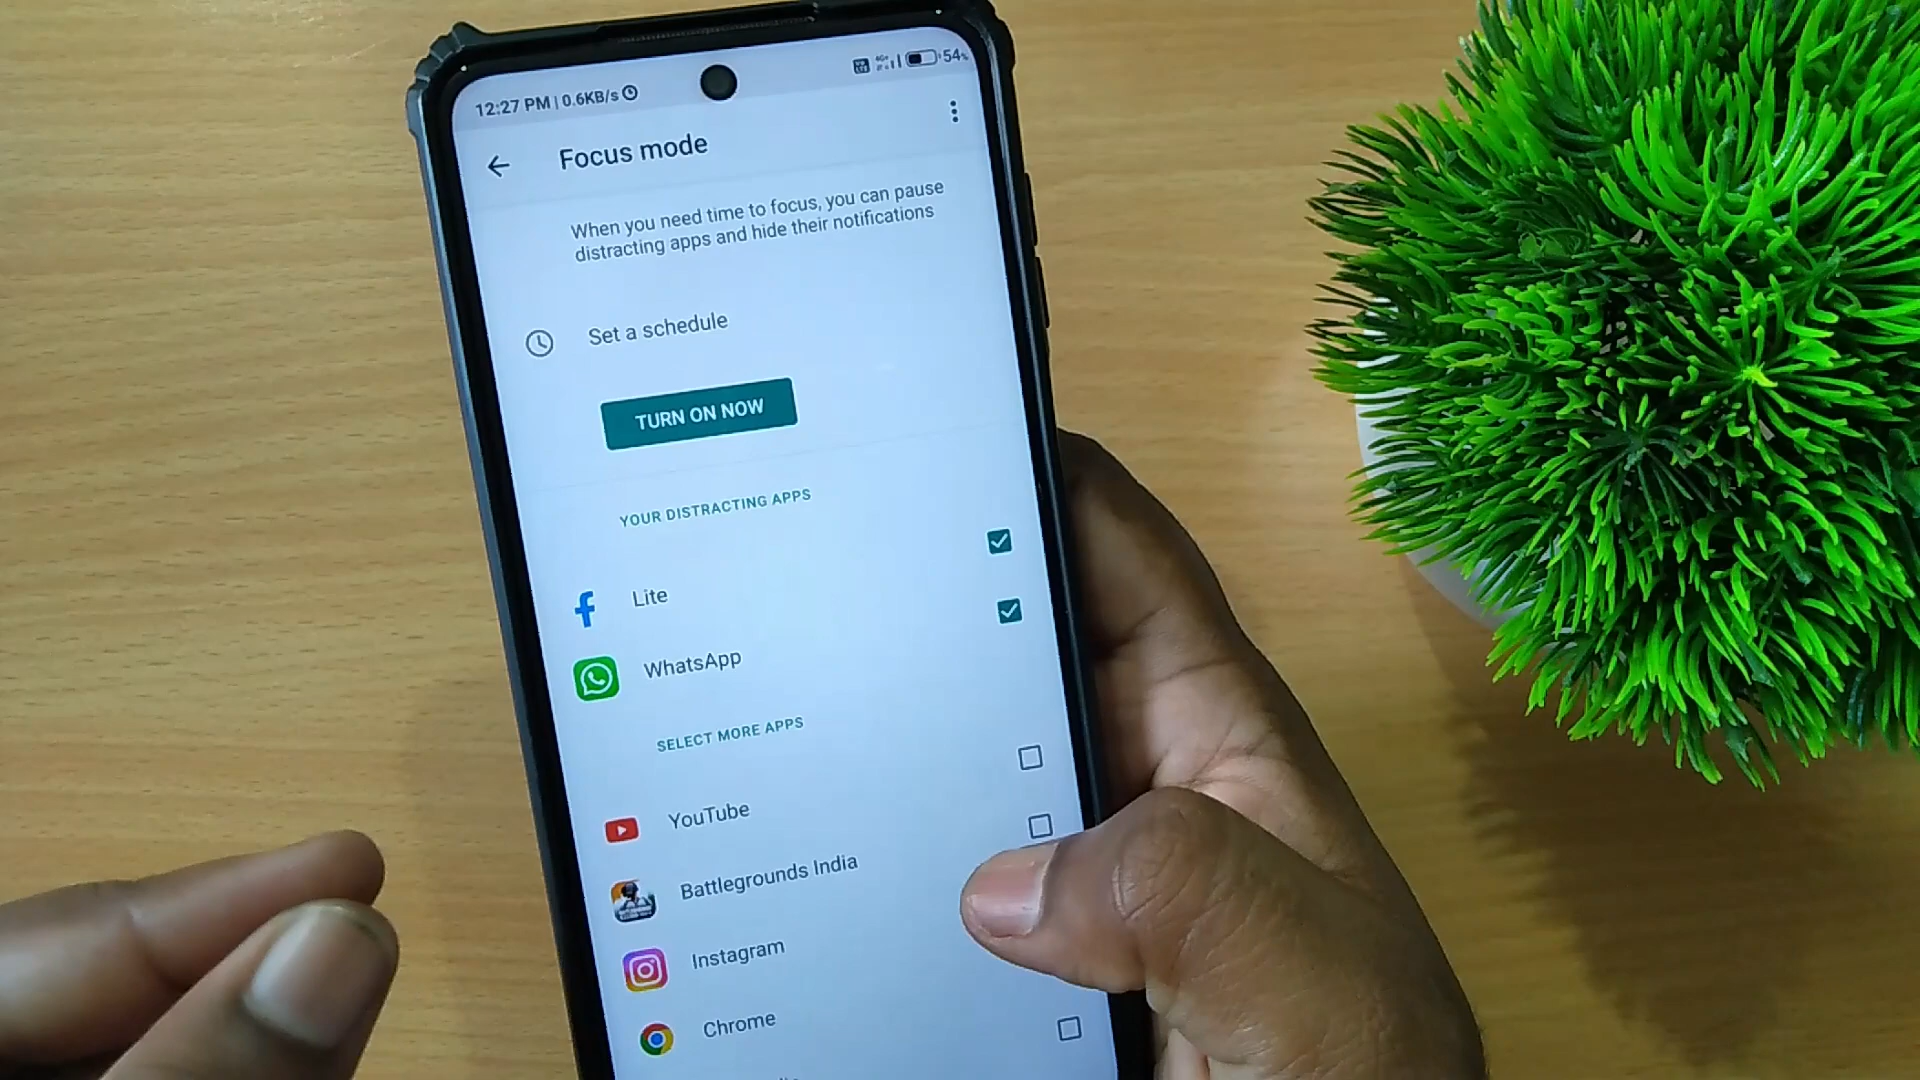 12:27 PM | 0.6KB/s
54%
Focus mode
When you need time to focus, you can pause
distracting apps and hide their notifications
Set a schedule
TURN ON NOW
YOUR DISTRACTING APPS
Lite
WhatsApp
SELECT MORE APPS
YouTube
Battlegrounds India
Instagram
Chrome